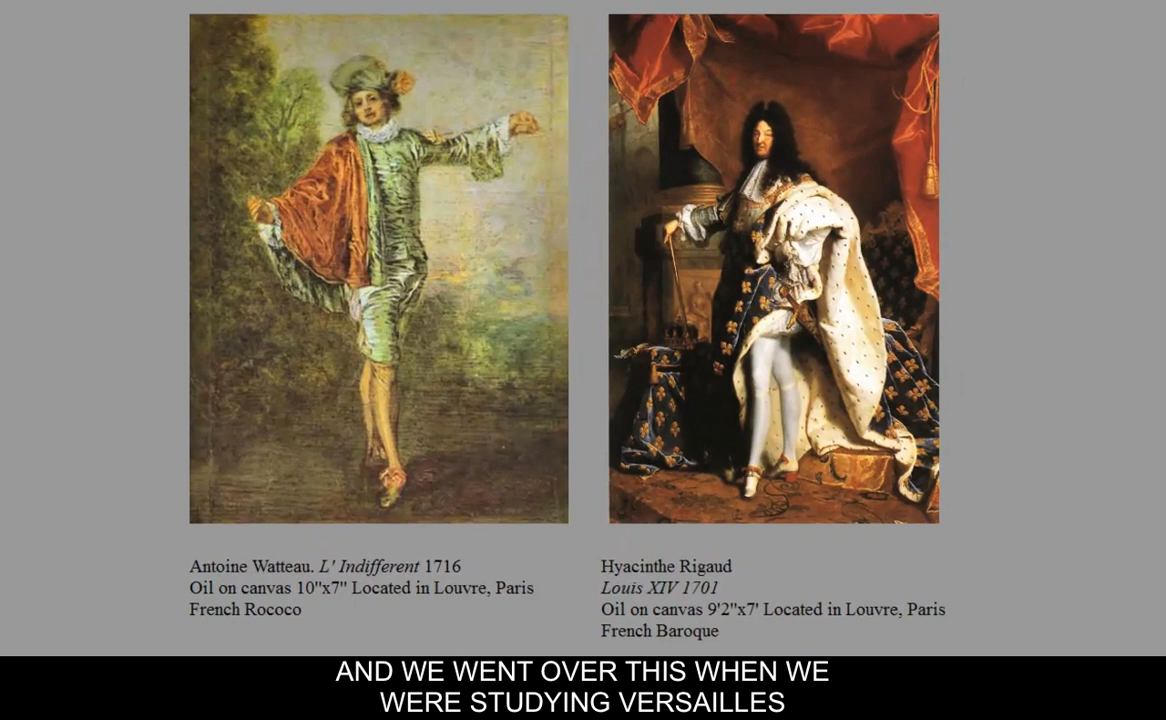 Antoine Watteau. L' Indifferent 1716
Oil on canvas 10"x7" Located in Louvre, Paris
French Rococo
Hyacinthe Rigaud
Louis XIV 1701
Oil on canvas 9'2"x7' Located in Louvre, Paris
French Baroque
AND WE WENT OVER THIS WHEN WE
WERE STUDYING VERSAILLES